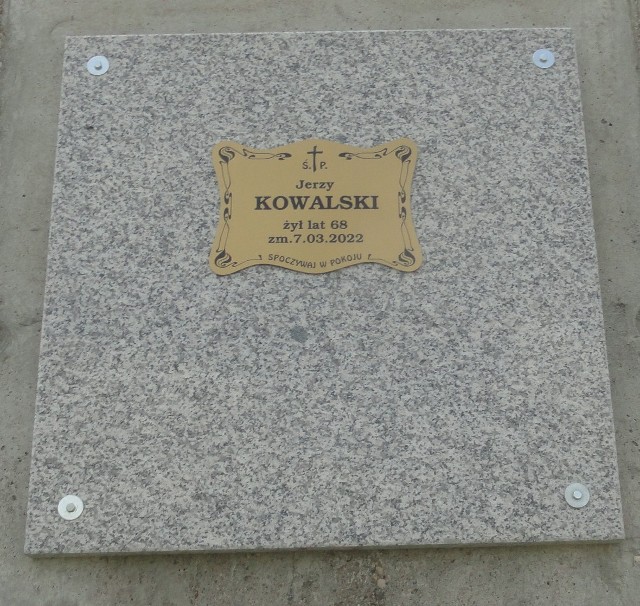 Ś. P.
Jerzy
KOWALSKI
żył lat 68
zm.7.03.2022
SPOCZYWAJ W POKOJU